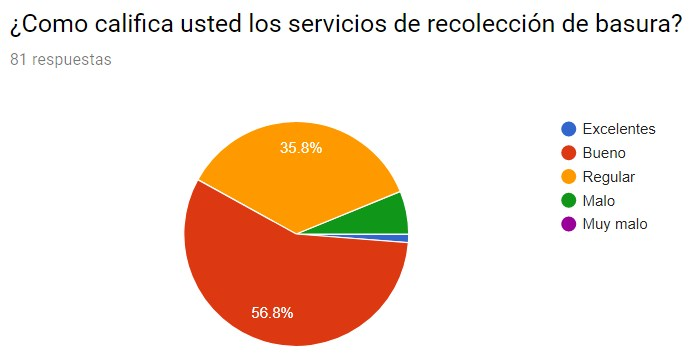 ¿Como califica usted los servicios de recolección de basura?
81 respuestas
35.8%
56.8%
Excelentes
Bueno
Regular
Malo
Muy malo